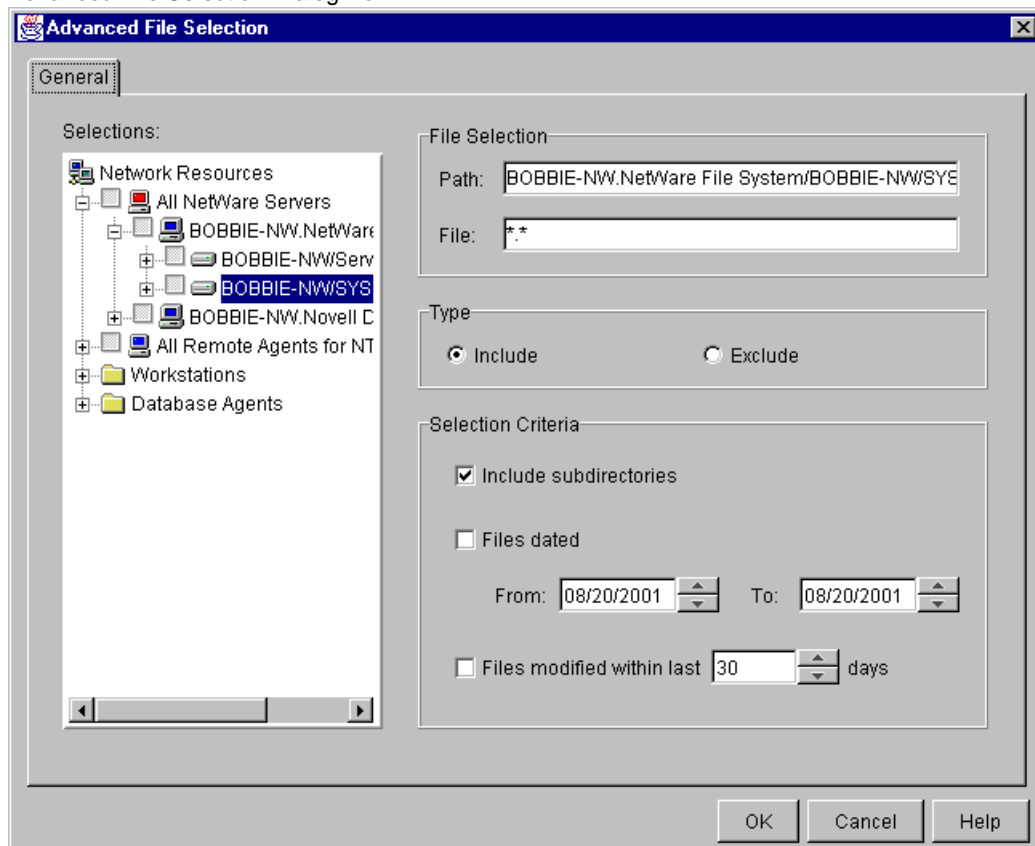 Advanced File Selection
General
Selections:
Network Resources
All NetWare Servers
BOBBIE-NW.NetWare
BOBBIE-NW/Serv
BOBBIE-NW/SYS
BOBBIE-NW.Novell D
All Remote Agents for NT
Workstations
Database Agents
File Selection
Path: BOBBIE-NW.NetWare File System/BOBBIE-NW/SYS
File: *.*
Type
Include Exclude
Selection Criteria
Include subdirectories
Files dated
From: 08/20/2001 To: 08/20/2001
Files modified within last 30 days
OK Cancel Help